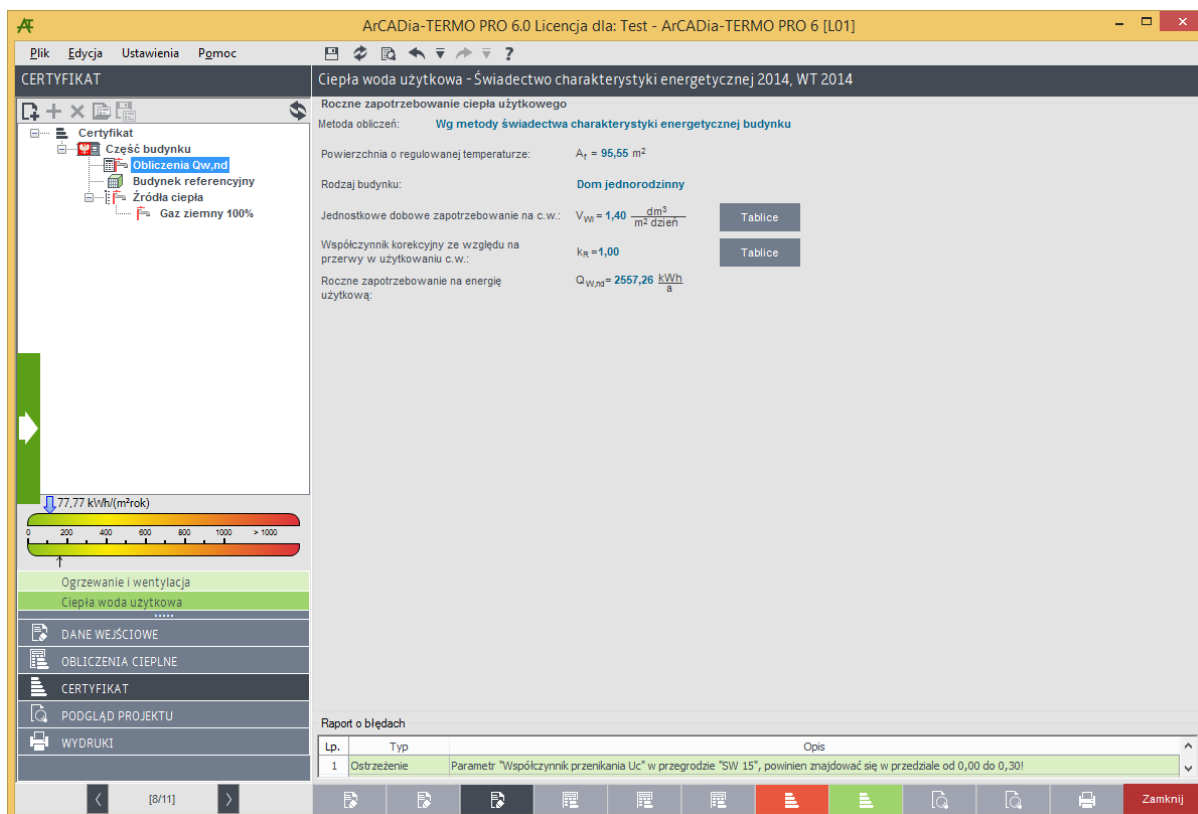 ArCADia-TERMO PRO 6.0 Licencja dla: Test - ArCADia-TERMO PRO 6 [L01]
Plik Edycja Ustawienia Pomoc
CERTYFIKAT
Ciepła woda użytkowa - Świadectwo charakterystyki energetycznej 2014, WT 2014
Certyfikat
Część budynku
Obliczenia Qw,nd
Budynek referencyjny
Źródła ciepła
Gaz ziemny 100%
77,77 kWh/(m²rok)
0 200 400 600 800 1000 > 1000
Ogrzewanie i wentylacja
Ciepła woda użytkowa
DANE WEJŚCIOWE
OBLICZENIA CIEPLNE
CERTYFIKAT
PODGLĄD PROJEKTU
WYDRUKI
[8/11]
Roczne zapotrzebowanie ciepła użytkowego
Metoda obliczeń: Wg metody świadectwa charakterystyki energetycznej budynku
Powierzchnia o regulowanej temperaturze: Af = 95,55 m²
Rodzaj budynku: Dom jednorodzinny
Jednostkowe dobowe zapotrzebowanie na c.w.: VWI = 1,40 dm³/m² dzień Tablice
Współczynnik korekcyjny ze względu na
przerwy w użytkowaniu c.w.: kR =1,00 Tablice
Roczne zapotrzebowanie na energię
użytkową: QW,nd= 2557,26 kWh/a
Raport o błędach
Lp. Typ Opis
1 Ostrzeżenie Parametr "Współczynnik przenikania Uc" w przegrodzie "SW 15", powinien znajdować się w przedziale od 0,00 do 0,30!
Zamknij